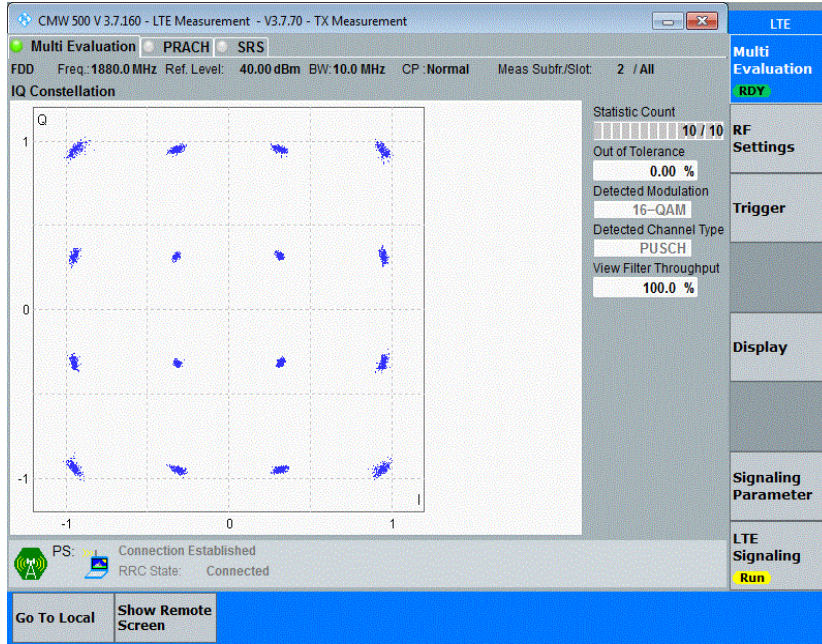 CMW 500 V 3.7.160 - LTE Measurement - V3.7.70 - TX Measurement
LTE
Multi Evaluation PRACH SRS
Multi
Evaluation
RDY
FDD Freq.: 1880.0 MHz Ref. Level: 40.00 dBm BW: 10.0 MHz CP : Normal Meas Subfr./Slot: 2 / All
IQ Constellation
Q
1
0
-1
I
-1 0 1
Statistic Count
10 / 10
Out of Tolerance
0.00 %
Detected Modulation
16-QAM
Detected Channel Type
PUSCH
View Filter Throughput
100.0 %
RF
Settings
Trigger
Display
Signaling
Parameter
LTE
Signaling
Run
PS: Connection Established
RRC State: Connected
Go To Local
Show Remote
Screen